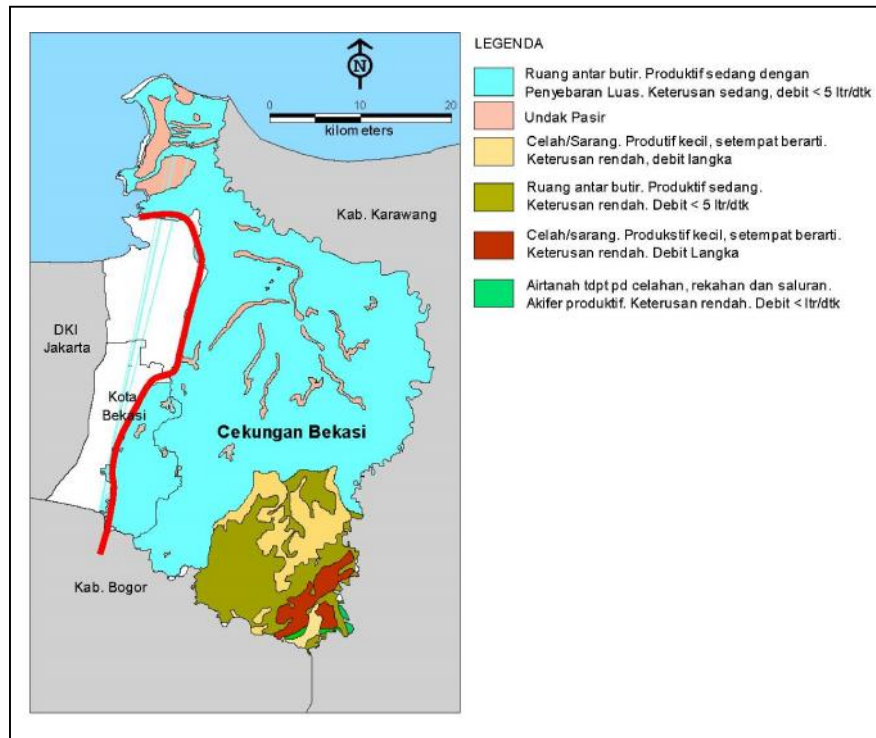 LEGENDA
Ruang antar butir. Produktif sedang dengan
Penyebaran Luas. Keterusan sedang, debit < 5 ltr/dtk
Undak Pasir
Celah/Sarang. Produtif kecil, setempat berarti.
Keterusan rendah, debit langka
Ruang antar butir. Produktif sedang.
Keterusan rendah. Debit < 5 ltr/dtk
Celah/sarang. Produkstif kecil, setempat berarti.
Keterusan rendah. Debit Langka
Airtanah tdpt pd celahan, rekahan dan saluran.
Akifer produktif. Keterusan rendah. Debit < ltr/dtk
N
0 10 20
kilometers
Kab. Karawang
DKI
Jakarta
Kota
Bekasi
Cekungan Bekasi
Kab. Bogor